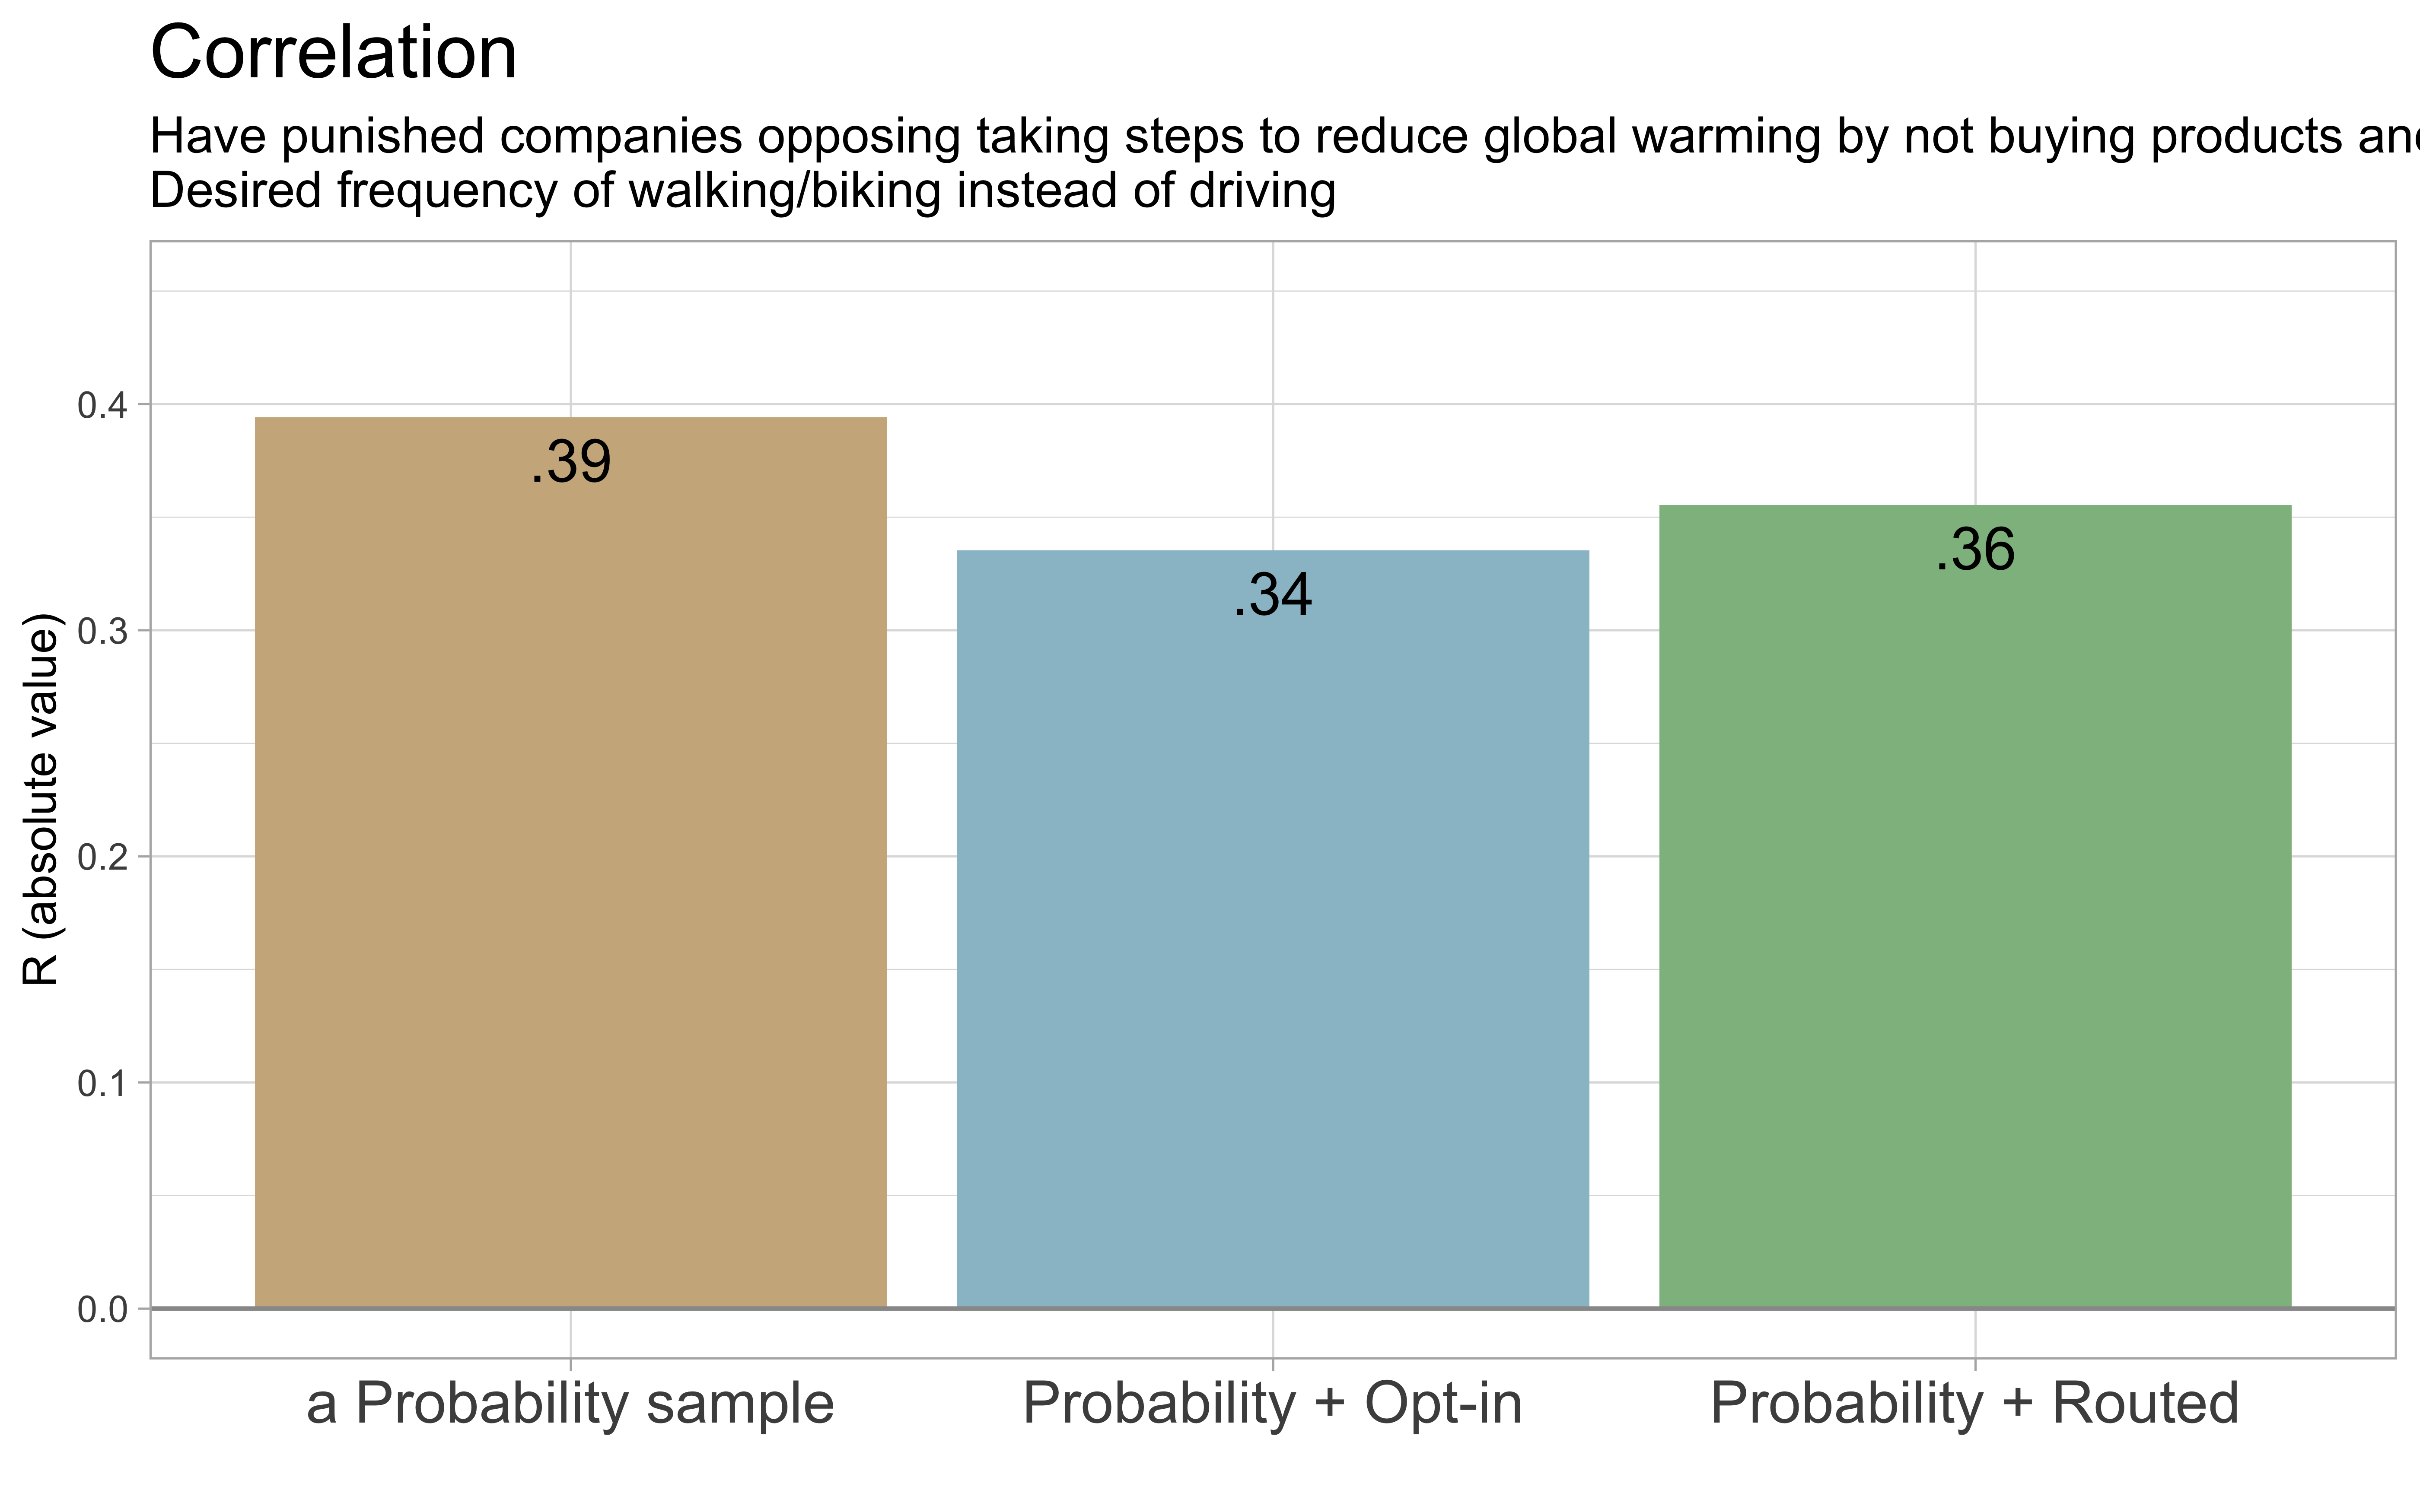 Correlation
Have punished companies opposing taking steps to reduce global warming by not buying products
Desired frequency of walking/biking instead of driving
R (absolute value)
0.4
0.3
0.2
0.1
0.0
.39
.34
.36
a Probability sample
Probability + Opt-in
Probability + Routed